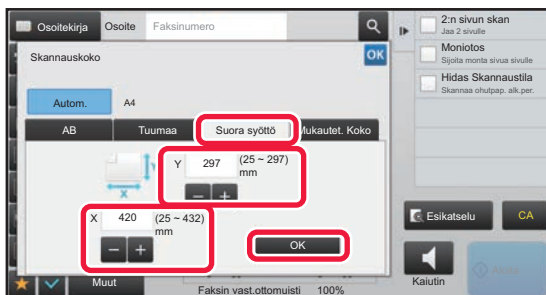 Osoitekirja
Osoite
Faksinumero
Skannauskoko
OK
Autom.
A4
AB
Tuumaa
Suora syöttö
Mukautet. Koko
Y
Y
297
(25 ~ 297)
mm
X
X
420
(25 ~ 432)
mm
OK
Muut
Faksin vast.ottomuisti
100%
2:n sivun skan
Jaa 2 sivulle
Moniotos
Sijoita monta sivua sivulle
Hidas Skannaustila
Skannaa ohutpap. alk.per.
Esikatselu
CA
Kaiutin